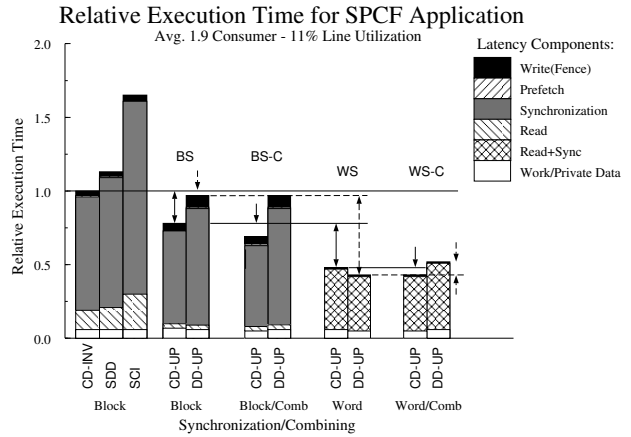 Relative Execution Time for SPCF Application
Avg. 1.9 Consumer - 11% Line Utilization
Latency Components:
Write(Fence)
Prefetch
Synchronization
Read
Read+Sync
Work/Private Data
Relative Execution Time
2.0
1.5
1.0
0.5
0.0
BS
BS-C
WS
WS-C
CD-INV
SDD
SCI
CD-UP
DD-UP
CD-UP
DD-UP
CD-UP
DD-UP
CD-UP
DD-UP
Block
Block
Block/Comb
Word
Word/Comb
Synchronization/Combining